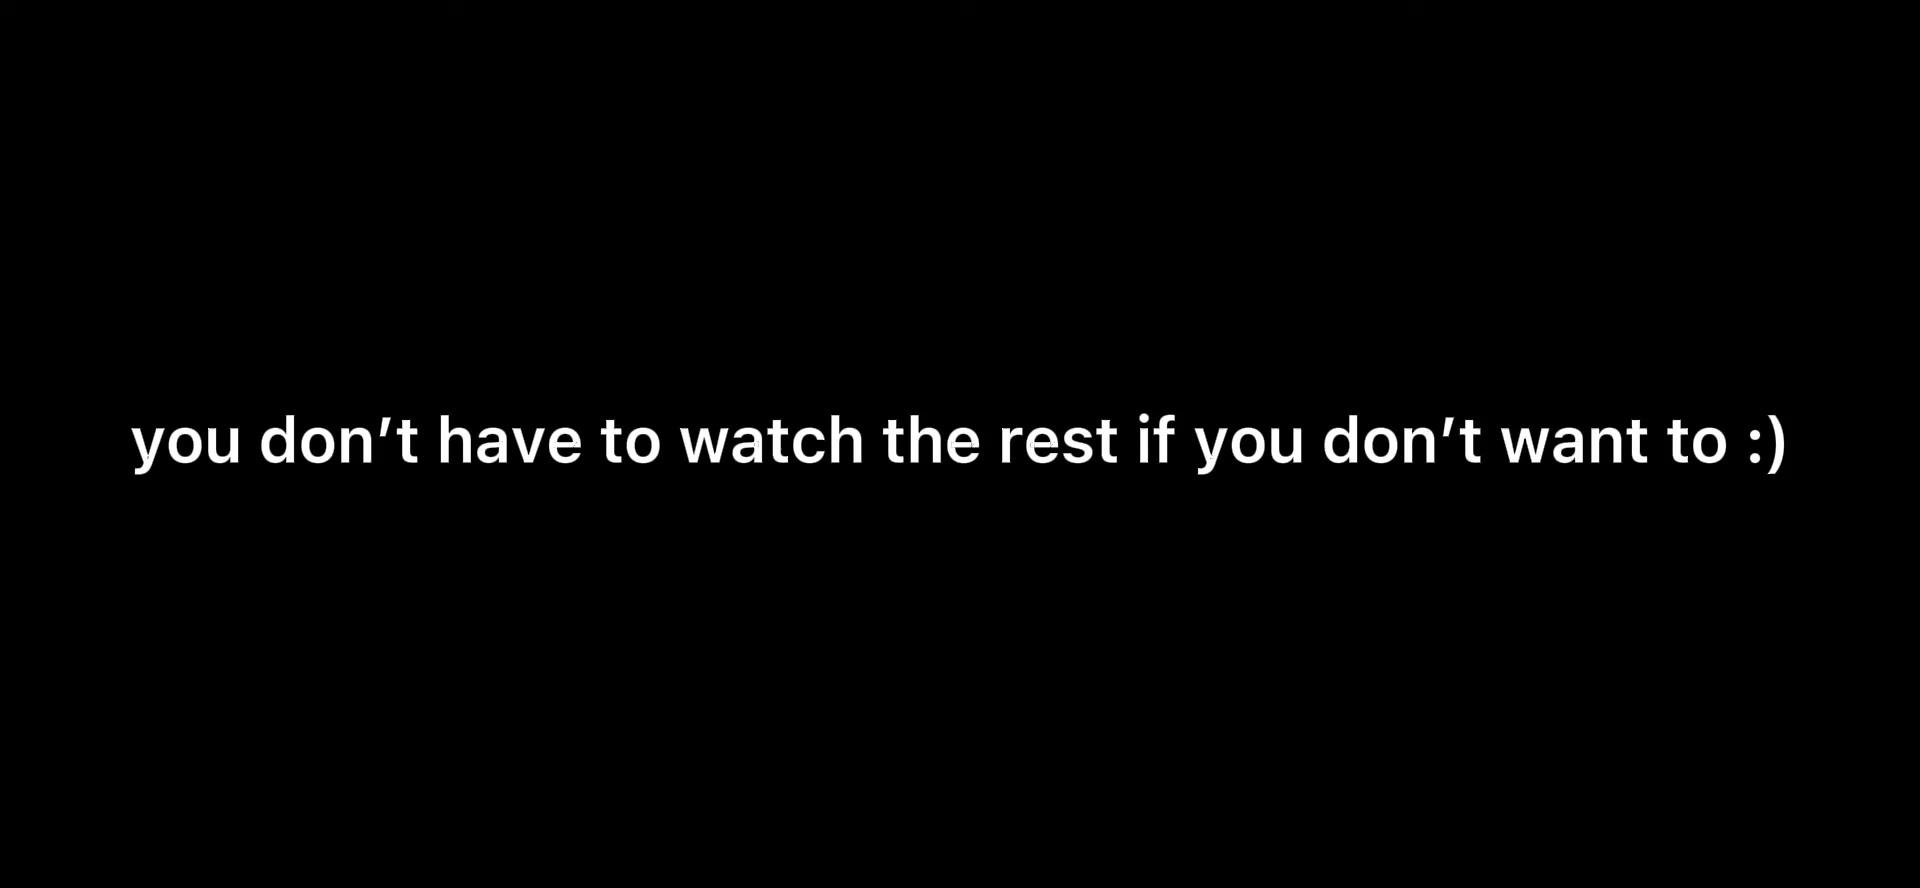 you don’t have to watch the rest if you don’t want to :)